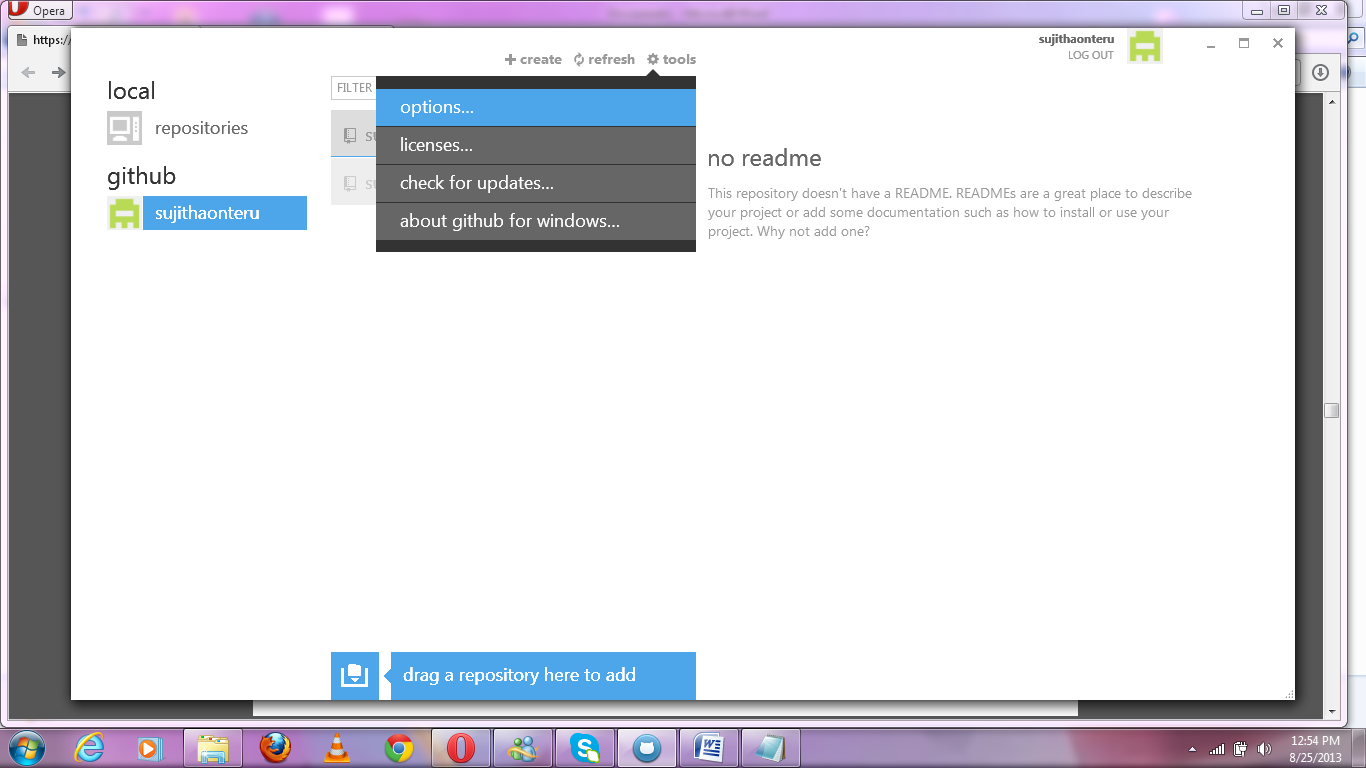 Opera
https:/
sujithaonteru
LOG OUT
create
refresh
tools
local
repositories
github
sujithaonteru
FILTER
options...
licenses...
check for updates...
about github for windows...
no readme
This repository doesn't have a README. READMEs are a great place to describe
your project or add some documentation such as how to install or use your
project. Why not add one?
drag a repository here to add
12:54 PM
8/25/2013